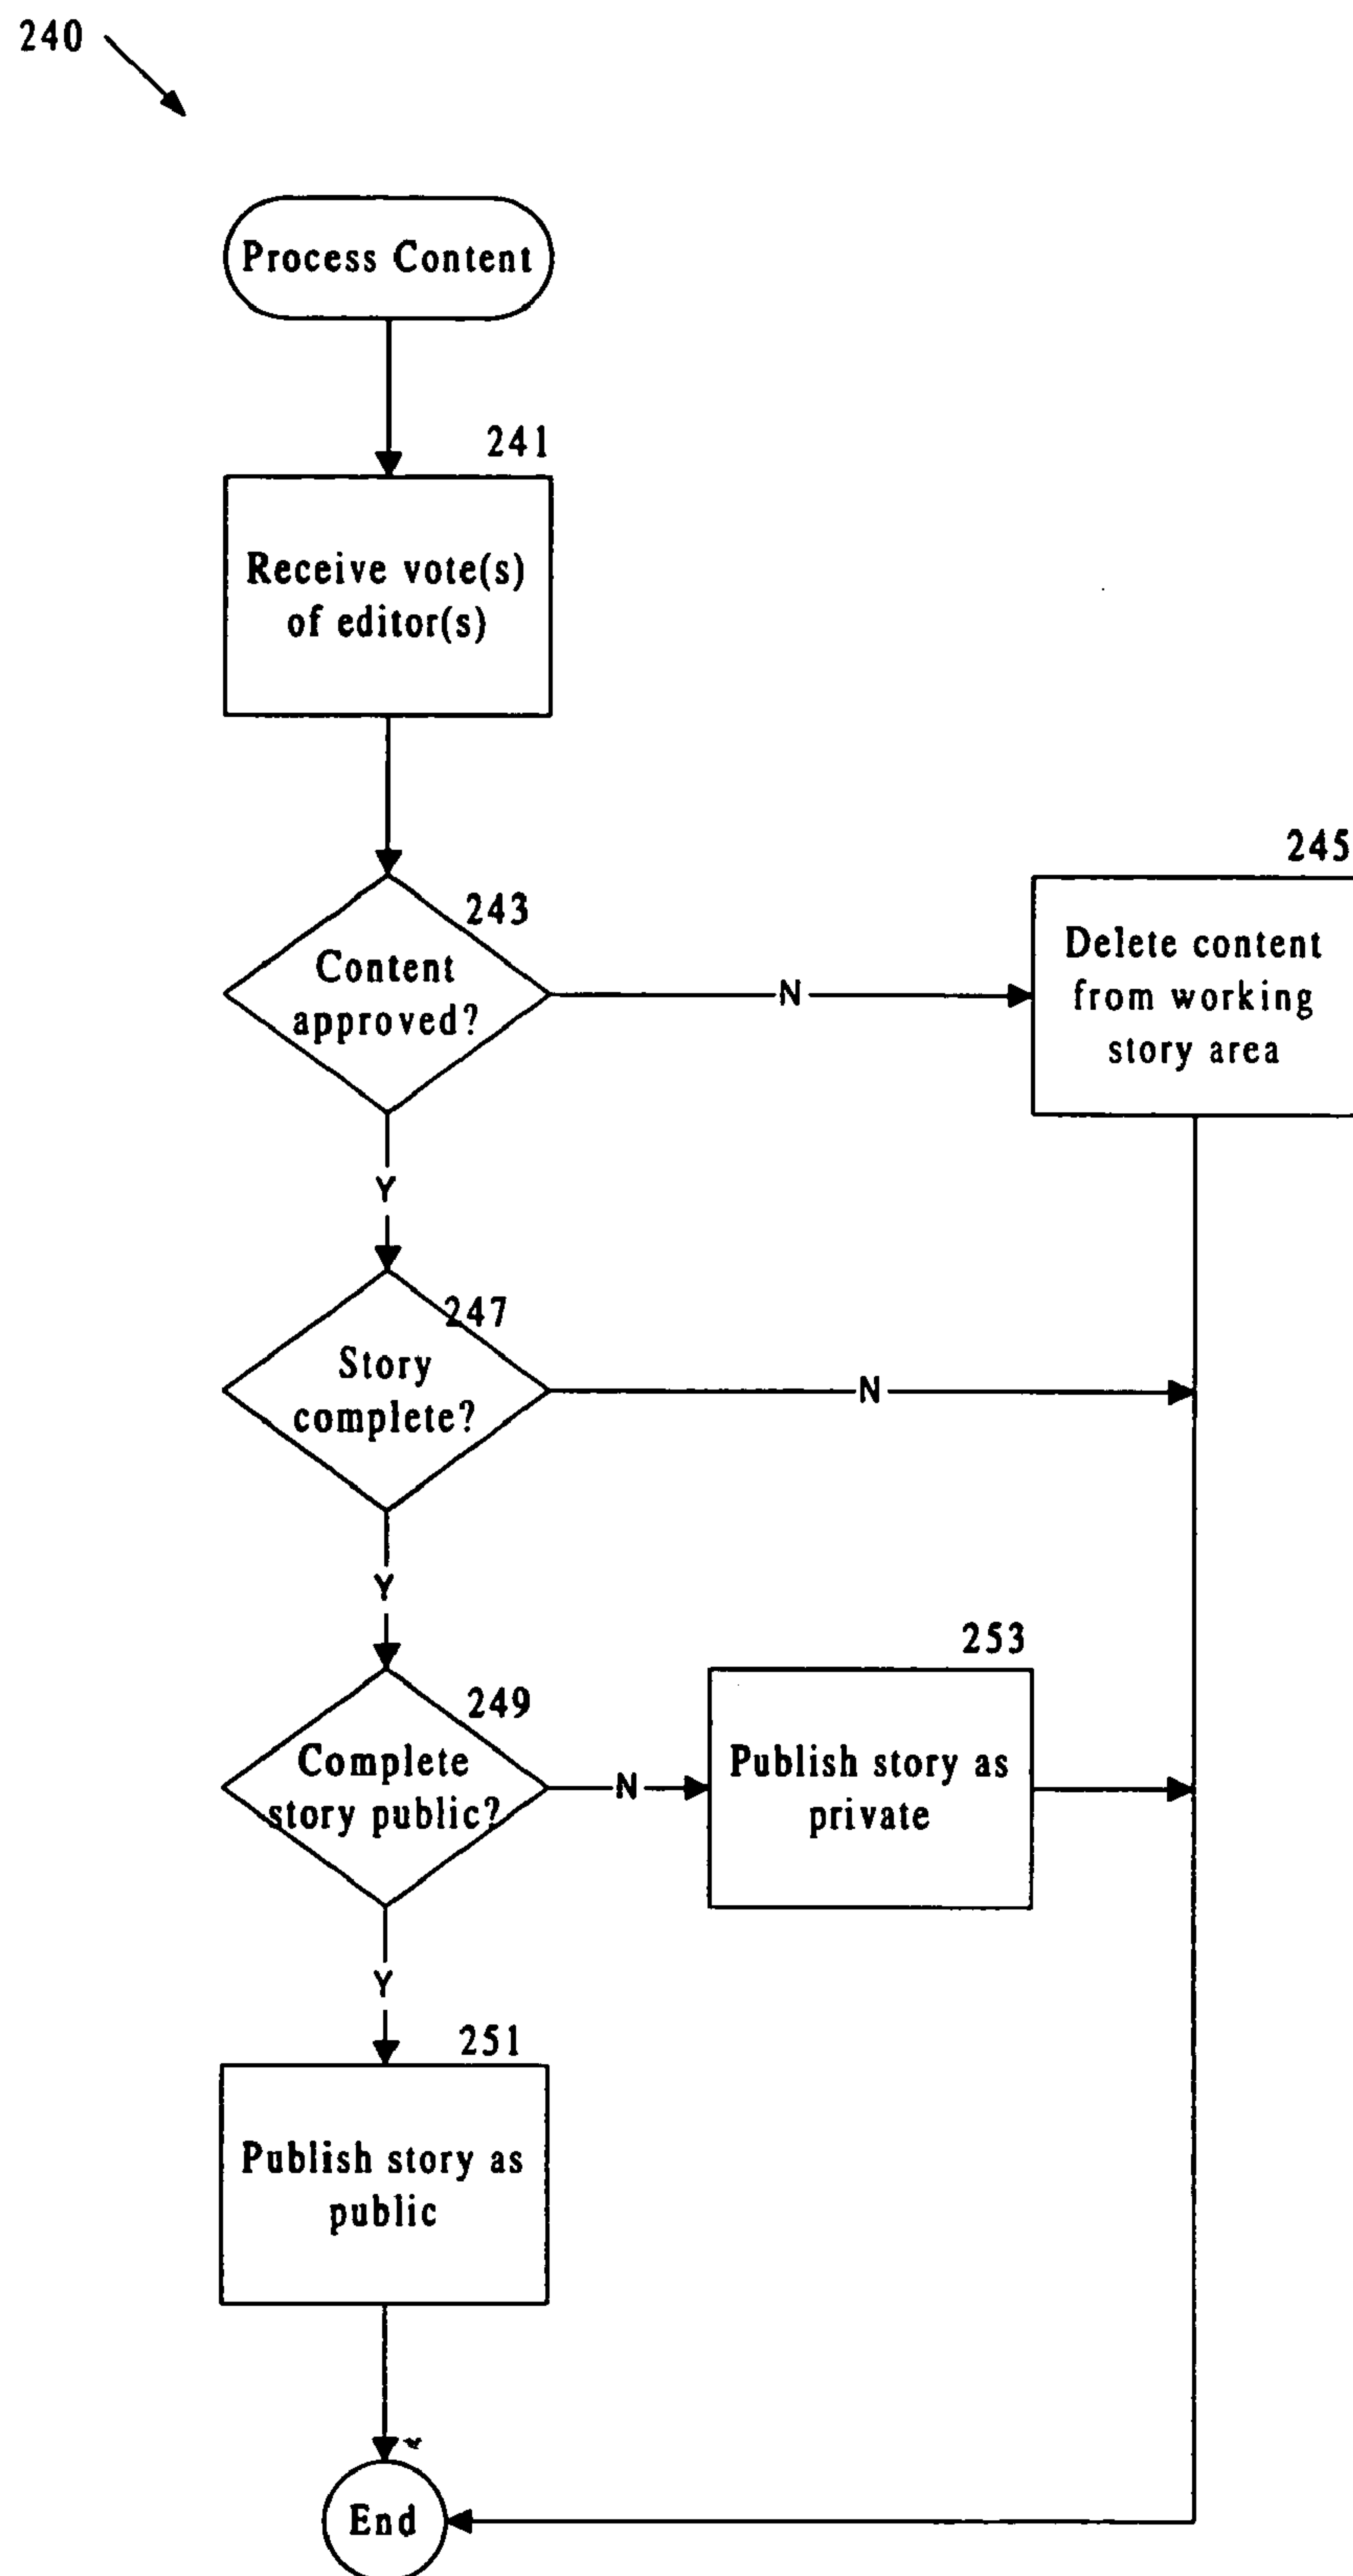 240
Process Content
241
Receive vote(s)
of editor(s)
243
Content
approved?
N
245
Delete content
from working
story area
Y
247
Story
complete?
N
Y
249
Complete
story public?
N
253
Publish story as
private
Y
251
Publish story as
public
End